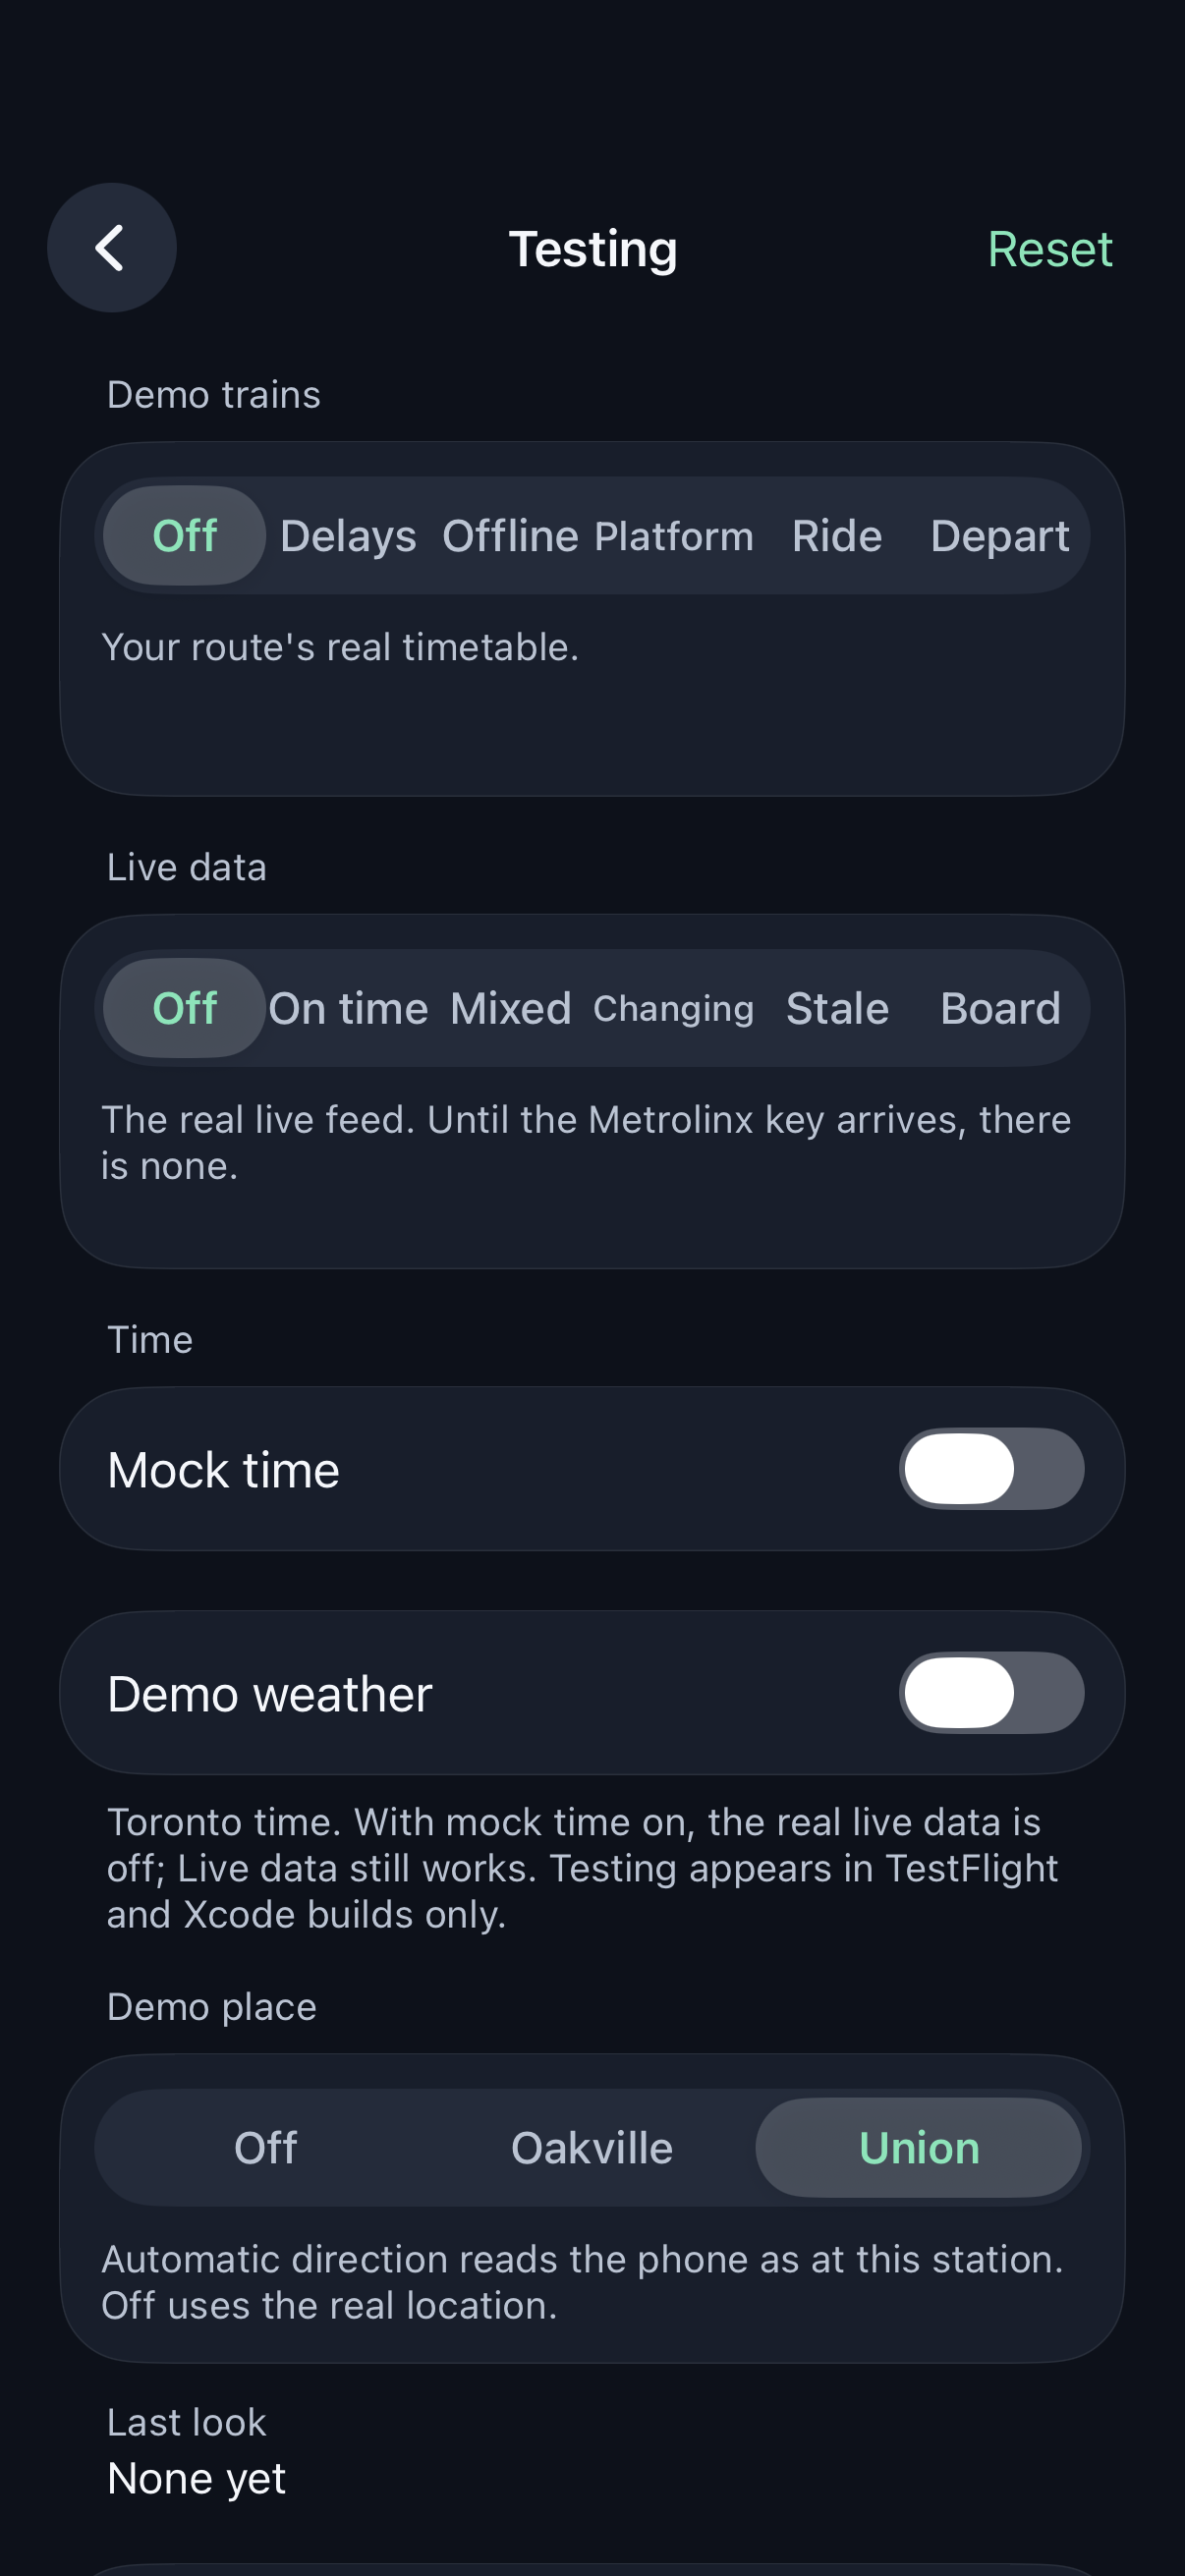 Testing
Reset
Demo trains
Off Delays Offline Platform Ride Depart
Your route's real timetable.
Live data
Off On time Mixed Changing Stale Board
The real live feed. Until the Metrolinx key arrives, there
is none.
Time
Mock time
Demo weather
Toronto time. With mock time on, the real live data is
off; Live data still works. Testing appears in TestFlight
and Xcode builds only.
Demo place
Off Oakville Union
Automatic direction reads the phone as at this station.
Off uses the real location.
Last look
None yet